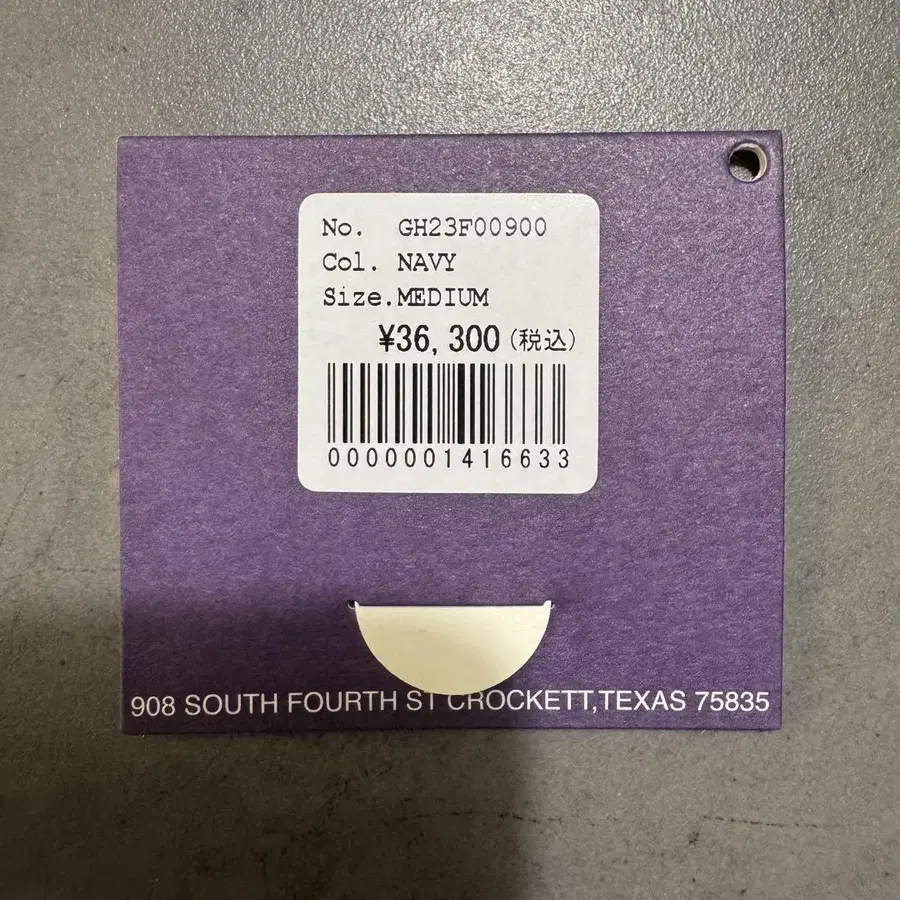 No. GH23F00900
Col. NAVY
Size.MEDIUM
¥36,300(税込)
0000001416633
908 SOUTH FOURTH ST CROCKETT,TEXAS 75835